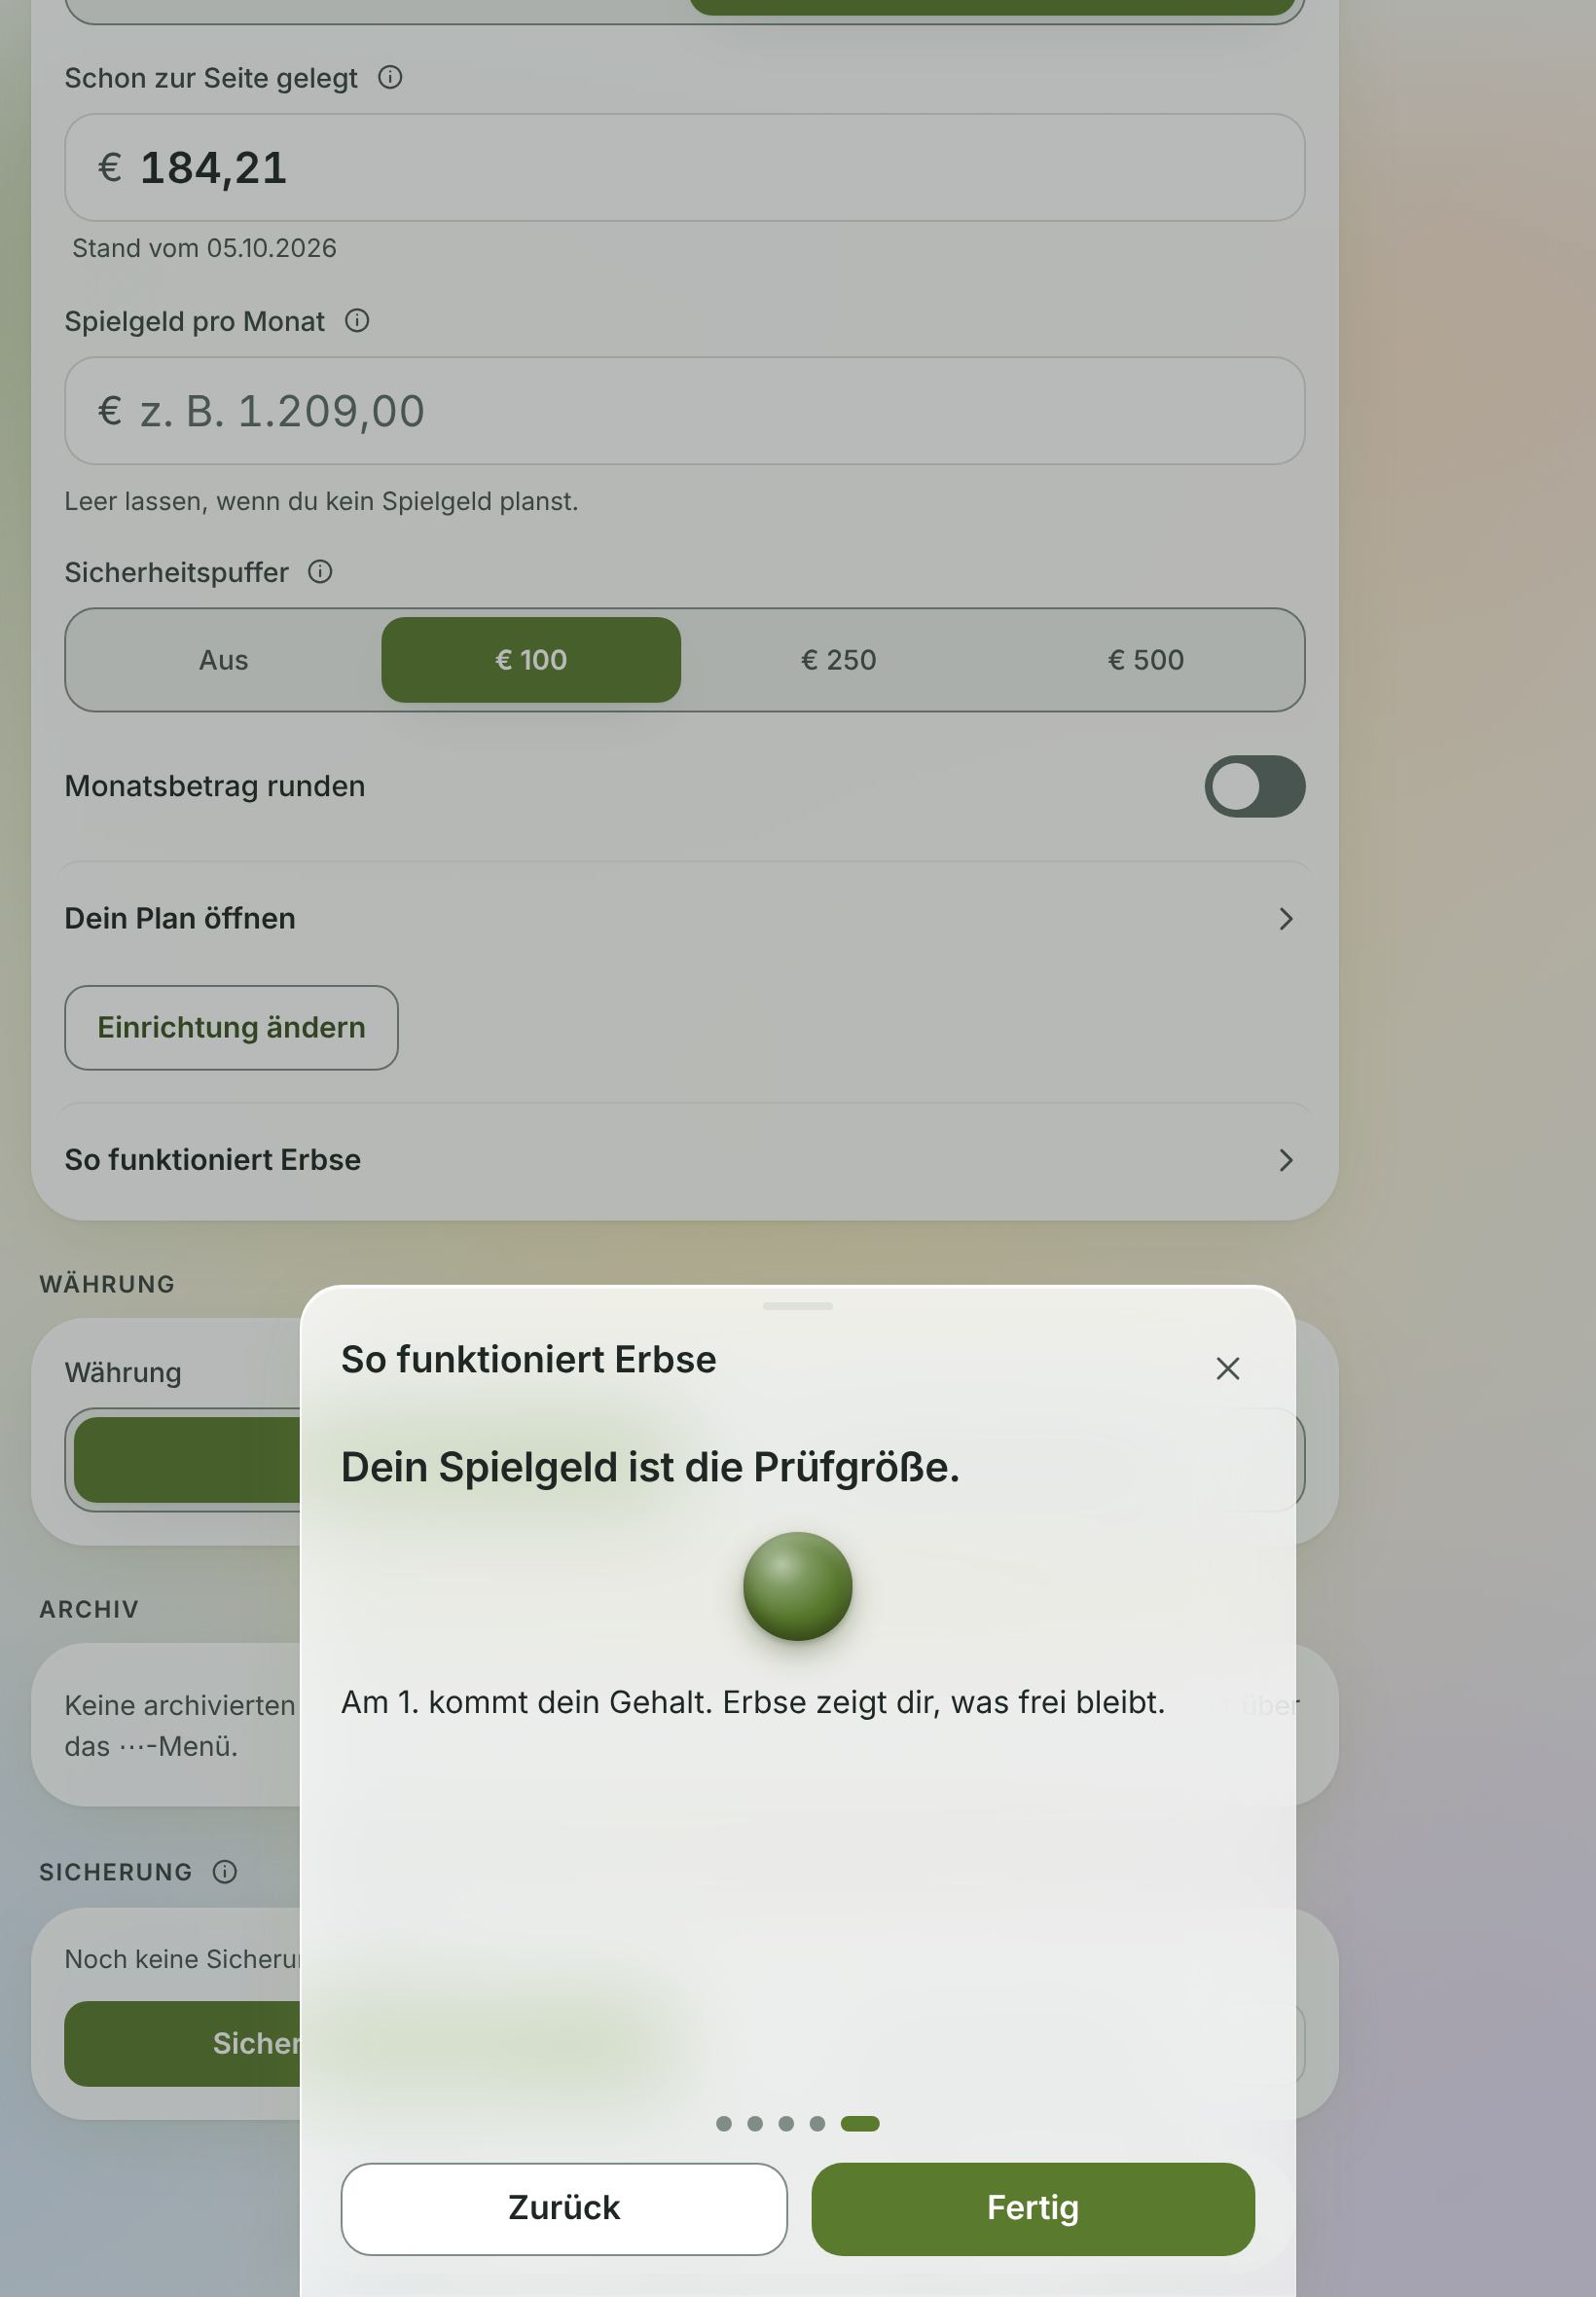 Schon zur Seite gelegt
€ 184,21
Stand vom 05.10.2026
Spielgeld pro Monat
€ z. B. 1.209,00
Leer lassen, wenn du kein Spielgeld planst.
Sicherheitspuffer
Aus € 100 € 250 € 500
Monatsbetrag runden
Dein Plan öffnen
Einrichtung ändern
So funktioniert Erbse
WÄHRUNG
Währung
ARCHIV
Keine archivierten
über
das ···-Menü.
SICHERUNG
Noch keine
So funktioniert Erbse
Dein Spielgeld ist die Prüfgröße.
Am 1. kommt dein Gehalt. Erbse zeigt dir, was frei bleibt.
Zurück
Fertig